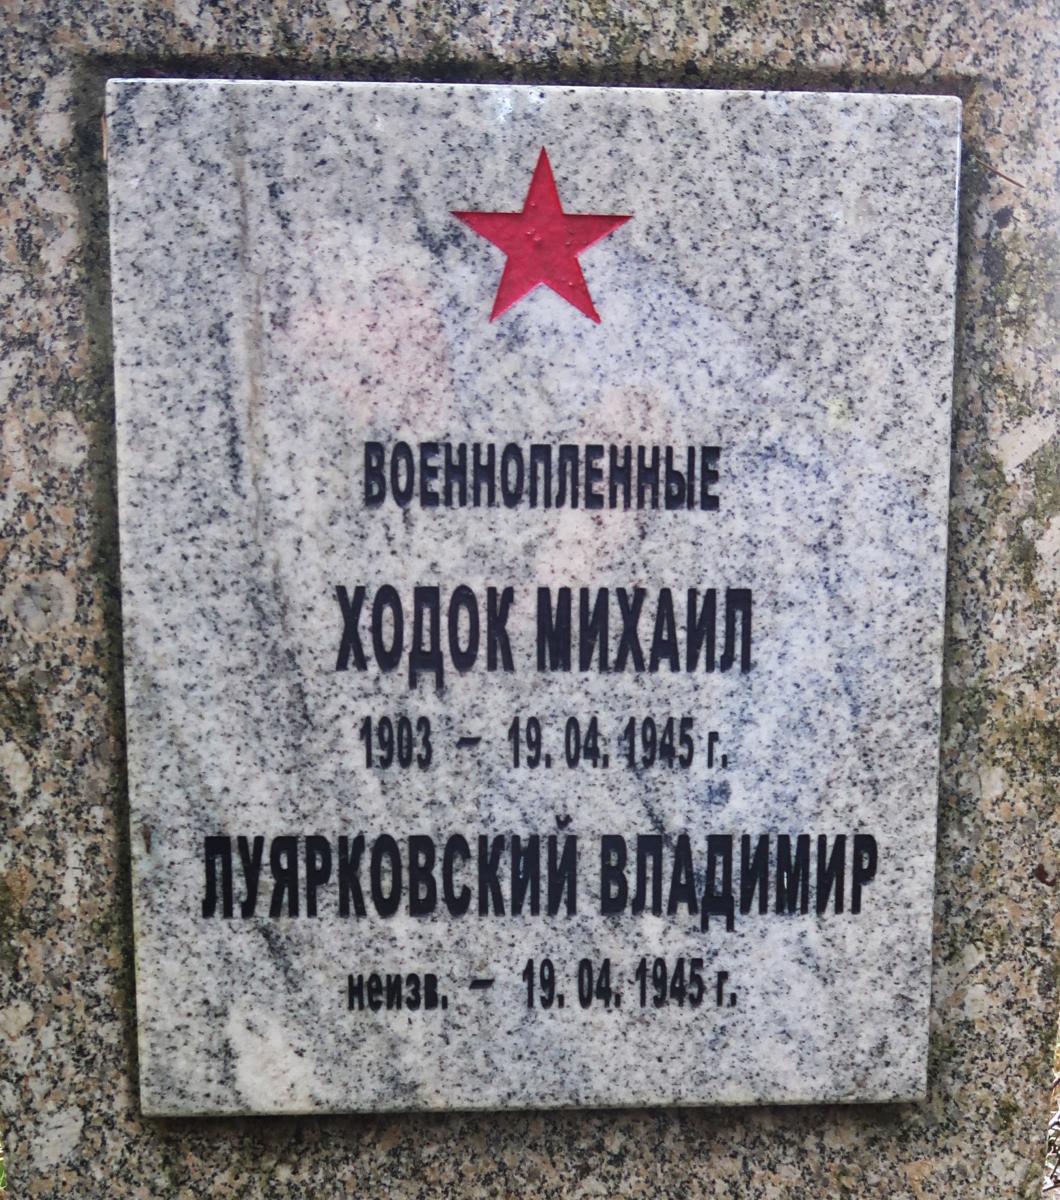 ВОЕННОПЛЕННЫЕ
ХОДОК МИХАИЛ
1903 – 19. 04. 1945 г.
ЛУЯРКОВСКИЙ ВЛАДИМИР
неизв. – 19. 04. 1945 г.